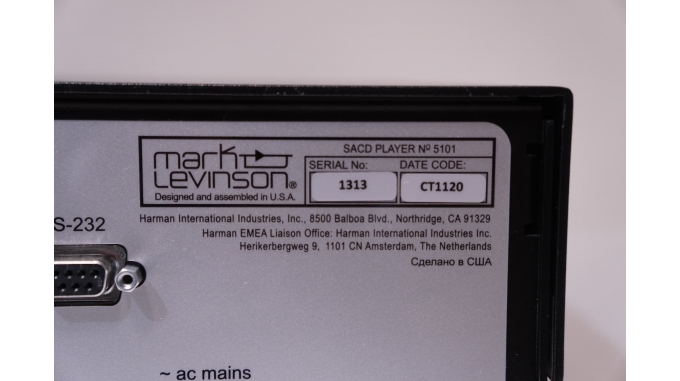 mark
LEVINSON®
Designed and assembled in U.S.A.
SACD PLAYER Nº 5101
SERIAL No: DATE CODE:
1313 CT1120
Harman International Industries, Inc., 8500 Balboa Blvd., Northridge, CA 91329
Harman EMEA Liaison Office: Harman International Industries Inc.
Herikerbergweg 9, 1101 CN Amsterdam, The Netherlands
Сделано в США
S-232
~ ac mains